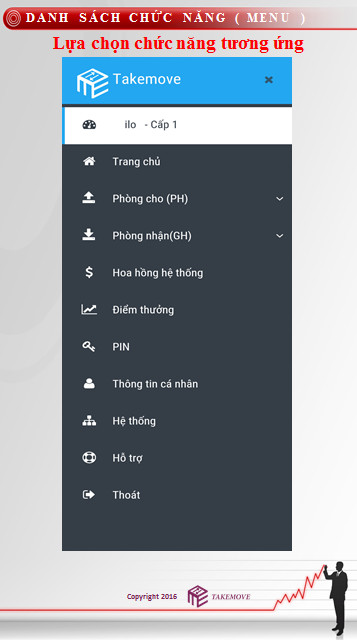 DANH SÁCH CHỨC NĂNG ( MENU )
Lựa chọn chức năng tương ứng
Takemove ×
ilo - Cấp 1
Trang chủ
Phòng cho (PH)
Phòng nhận(GH)
Hoa hồng hệ thống
Điểm thưởng
PIN
Thông tin cá nhân
Hệ thống
Hỗ trợ
Thoát
Copyright 2016 TAKEMOVE